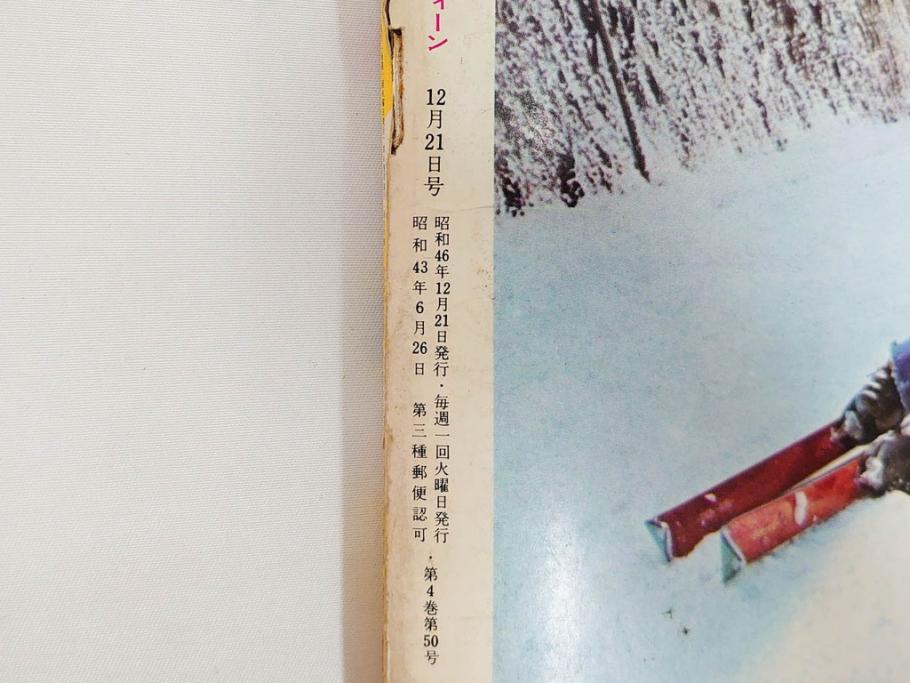 ィーン
12月21日号
昭和46年12月21日発行・毎週一回火曜日発行
昭和43年6月26日 第三種郵便認可
・第4巻第50号